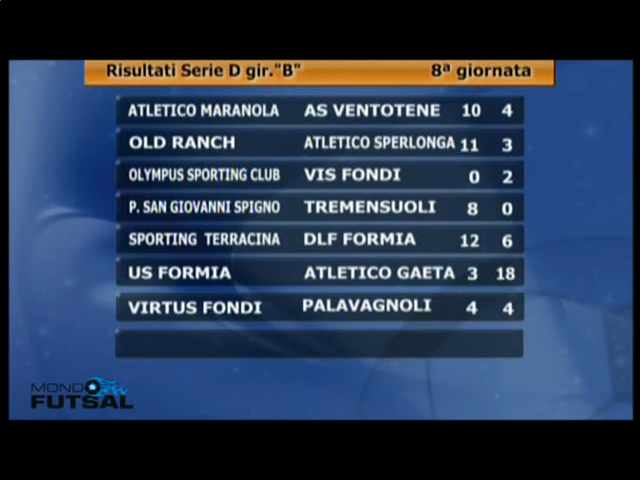 Risultati Serie D gir."B" 8ª giornata
ATLETICO MARANOLA AS VENTOTENE 10 4
OLD RANCH ATLETICO SPERLONGA 11 3
OLYMPUS SPORTING CLUB VIS FONDI 0 2
P. SAN GIOVANNI SPIGNO TREMENSUOLI 8 0
SPORTING TERRACINA DLF FORMIA 12 6
US FORMIA ATLETICO GAETA 3 18
VIRTUS FONDI PALAVAGNOLI 4 4
MONDO
FUTSAL